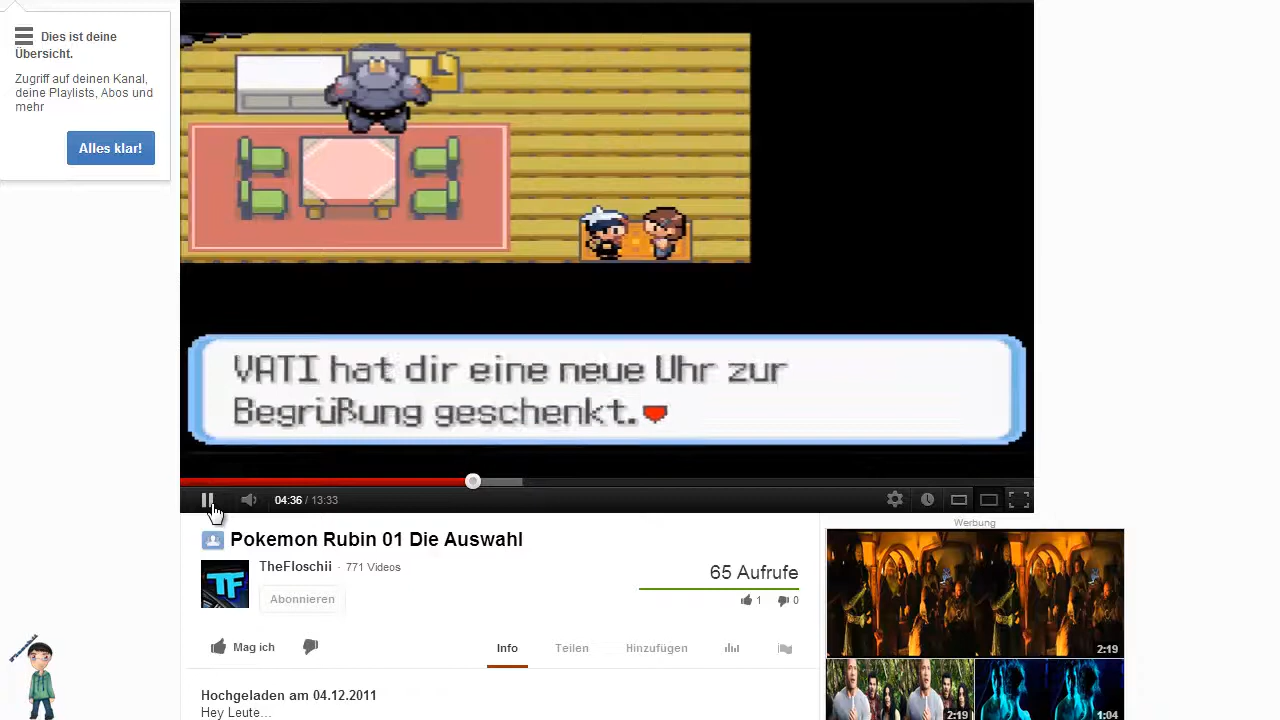 Dies ist deine
Übersicht.
Zugriff auf deinen Kanal,
deine Playlists, Abos und
mehr
Alles klar!
VATI hat dir eine neue Uhr zur
Begrüßung geschenkt.
04:36 / 13:33
Werbung
Pokemon Rubin 01 Die Auswahl
TF
TheFloschii · 771 Videos
Abonnieren
65 Aufrufe
1 0
Mag ich
Info Teilen Hinzufügen
2:19
Hochgeladen am 04.12.2011
Hey Leute...
2:19
1:04